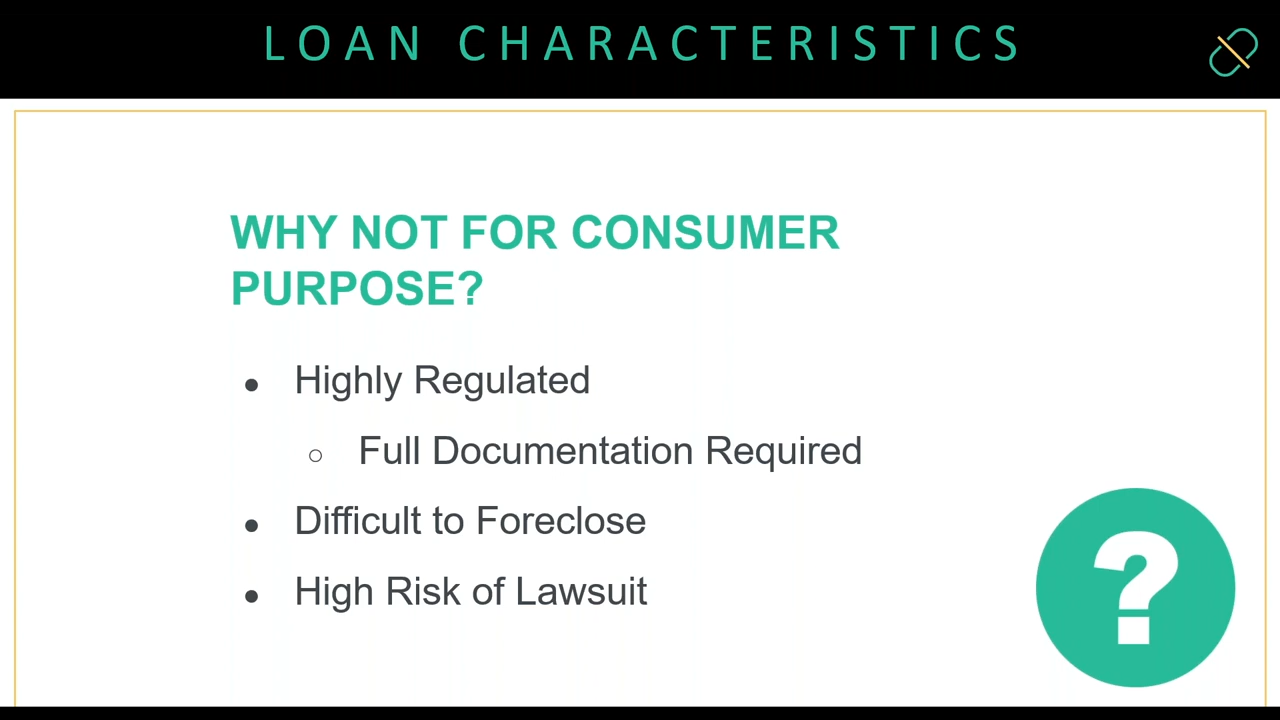 LOAN CHARACTERISTICS
WHY NOT FOR CONSUMER
PURPOSE?
● Highly Regulated
○ Full Documentation Required
● Difficult to Foreclose
● High Risk of Lawsuit
?